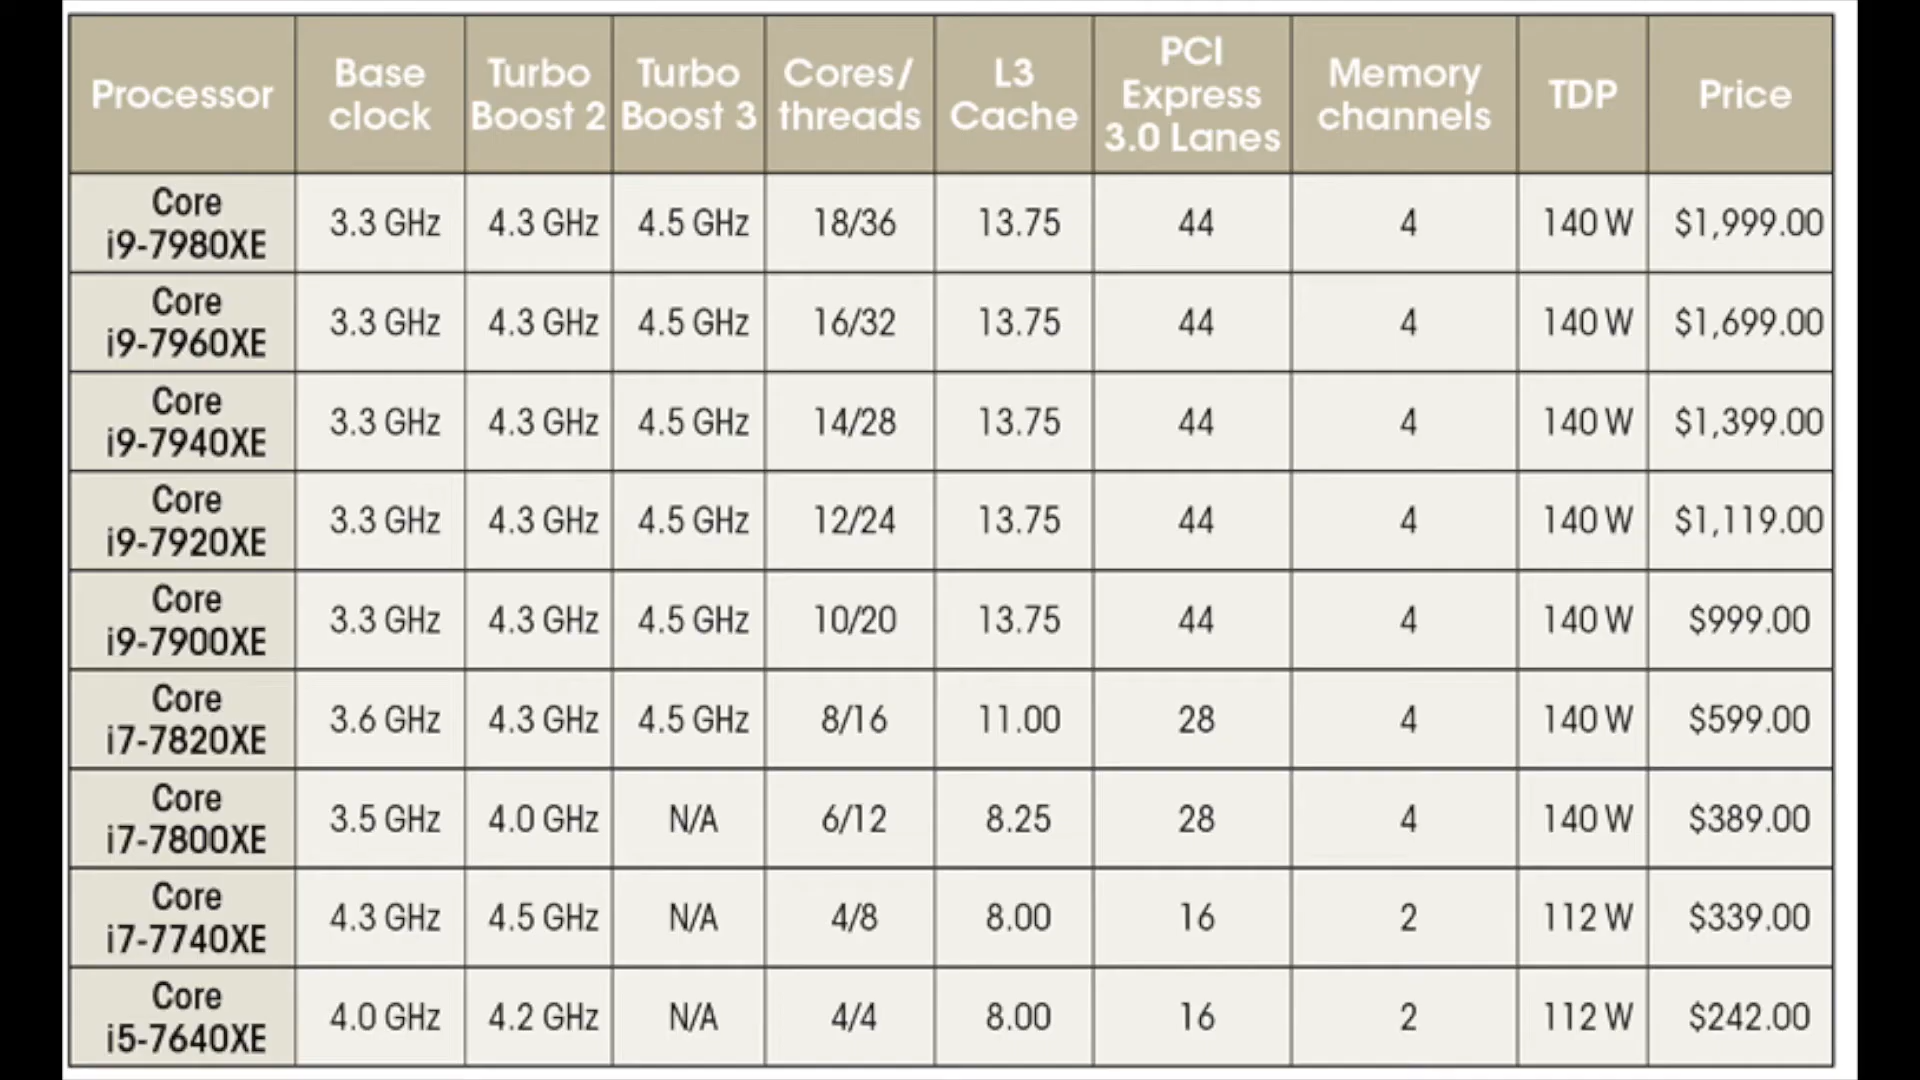 Processor Base clock Turbo Boost 2 Turbo Boost 3 Cores/threads L3 Cache PCI Express 3.0 Lanes Memory channels TDP Price
Core i9-7980XE 3.3 GHz 4.3 GHz 4.5 GHz 18/36 13.75 44 4 140 W $1,999.00
Core i9-7960XE 3.3 GHz 4.3 GHz 4.5 GHz 16/32 13.75 44 4 140 W $1,699.00
Core i9-7940XE 3.3 GHz 4.3 GHz 4.5 GHz 14/28 13.75 44 4 140 W $1,399.00
Core i9-7920XE 3.3 GHz 4.3 GHz 4.5 GHz 12/24 13.75 44 4 140 W $1,119.00
Core i9-7900XE 3.3 GHz 4.3 GHz 4.5 GHz 10/20 13.75 44 4 140 W $999.00
Core i7-7820XE 3.6 GHz 4.3 GHz 4.5 GHz 8/16 11.00 28 4 140 W $599.00
Core i7-7800XE 3.5 GHz 4.0 GHz N/A 6/12 8.25 28 4 140 W $389.00
Core i7-7740XE 4.3 GHz 4.5 GHz N/A 4/8 8.00 16 2 112 W $339.00
Core i5-7640XE 4.0 GHz 4.2 GHz N/A 4/4 8.00 16 2 112 W $242.00